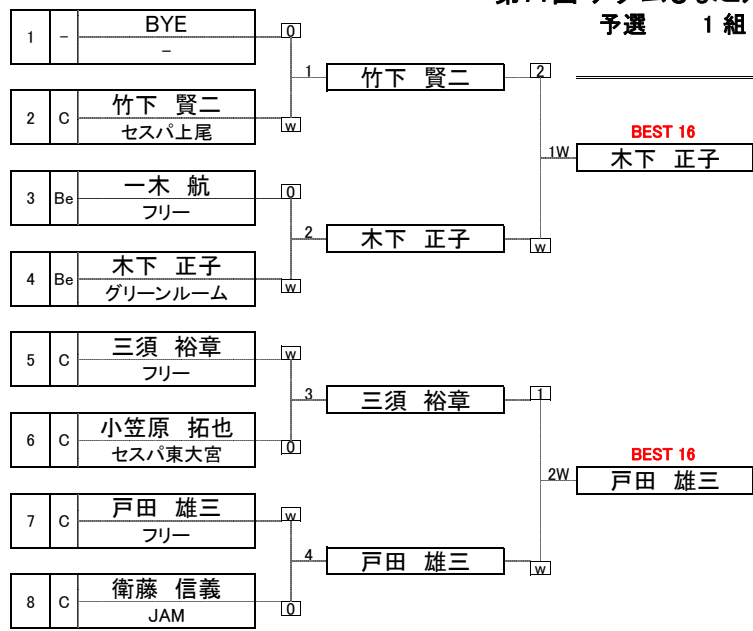 予選 1組
1 - BYE 0
-
1 竹下 賢二 2
2 C 竹下 賢二 w
セスパ上尾
BEST 16
1W 木下 正子
3 Be 一木 航 0
フリー
2 木下 正子 w
4 Be 木下 正子 w
グリーンルーム
5 C 三須 裕章 w
フリー
3 三須 裕章 1
6 C 小笠原 拓也 0
セスパ東大宮
BEST 16
2W 戸田 雄三
7 C 戸田 雄三 w
フリー
4 戸田 雄三 w
8 C 衛藤 信義 0
JAM